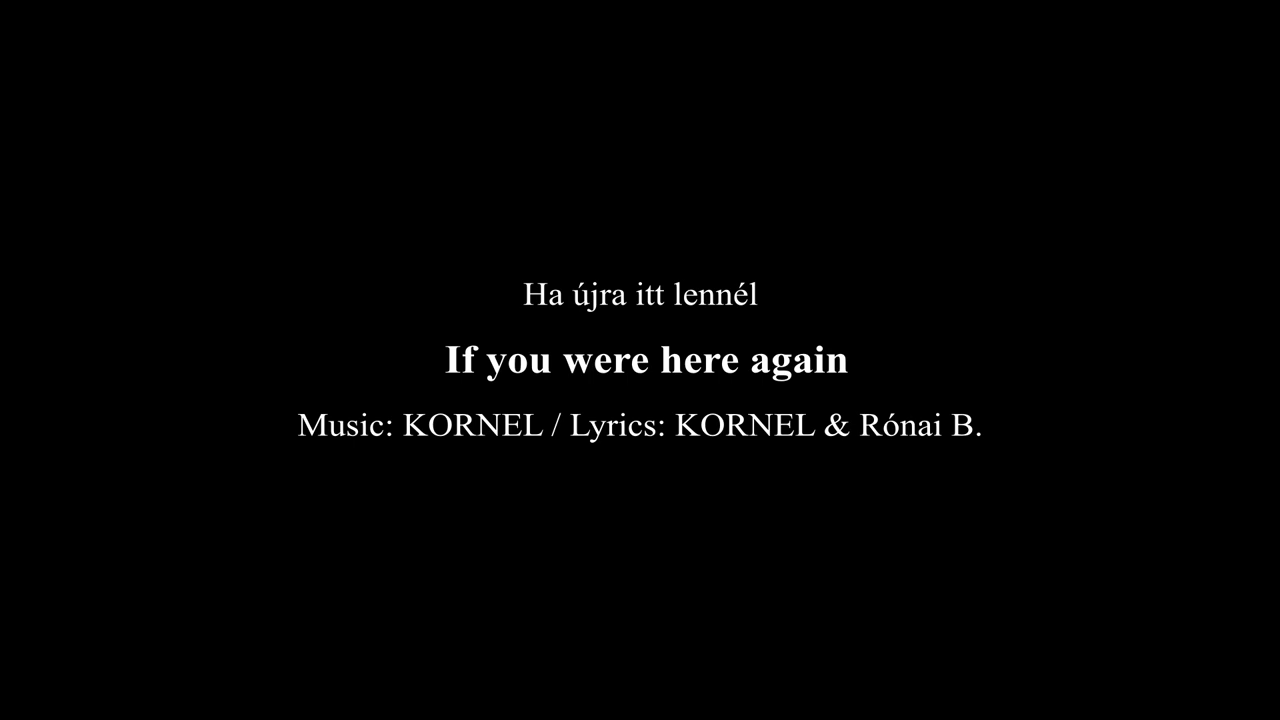 Ha újra itt lennél
If you were here again
Music: KORNEL / Lyrics: KORNEL & Rónai B.